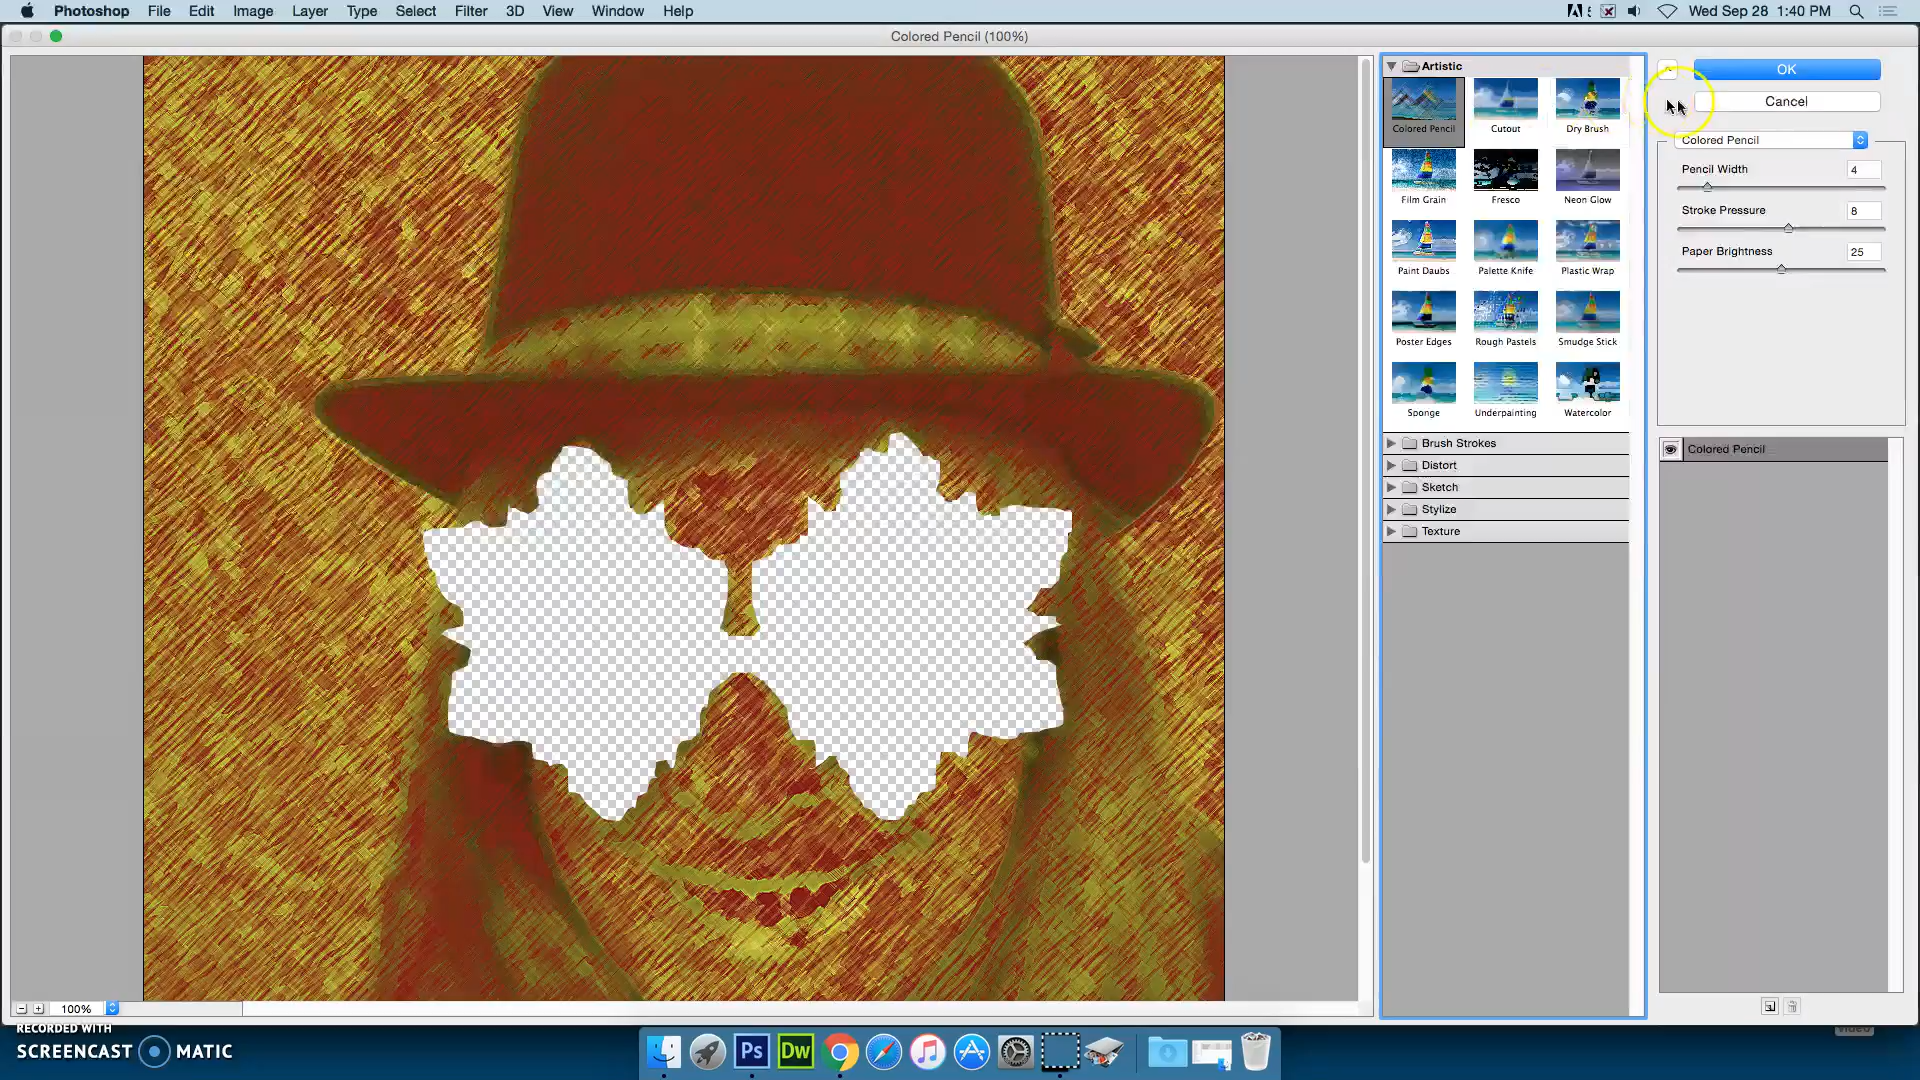 Photoshop File Edit Image Layer Type Select Filter 3D View Window Help
Wed Sep 28 1:40 PM
Colored Pencil (100%)
Artistic
OK
Cancel
Colored Pencil
Cutout
Dry Brush
Film Grain
Fresco
Neon Glow
Paint Daubs
Palette Knife
Plastic Wrap
Poster Edges
Rough Pastels
Smudge Stick
Sponge
Underpainting
Watercolor
Brush Strokes
Distort
Sketch
Stylize
Texture
Colored Pencil
Pencil Width 4
Stroke Pressure 8
Paper Brightness 25
Colored Pencil
100%
RECORDED WITH
SCREENCAST MATIC
Ps
Dw